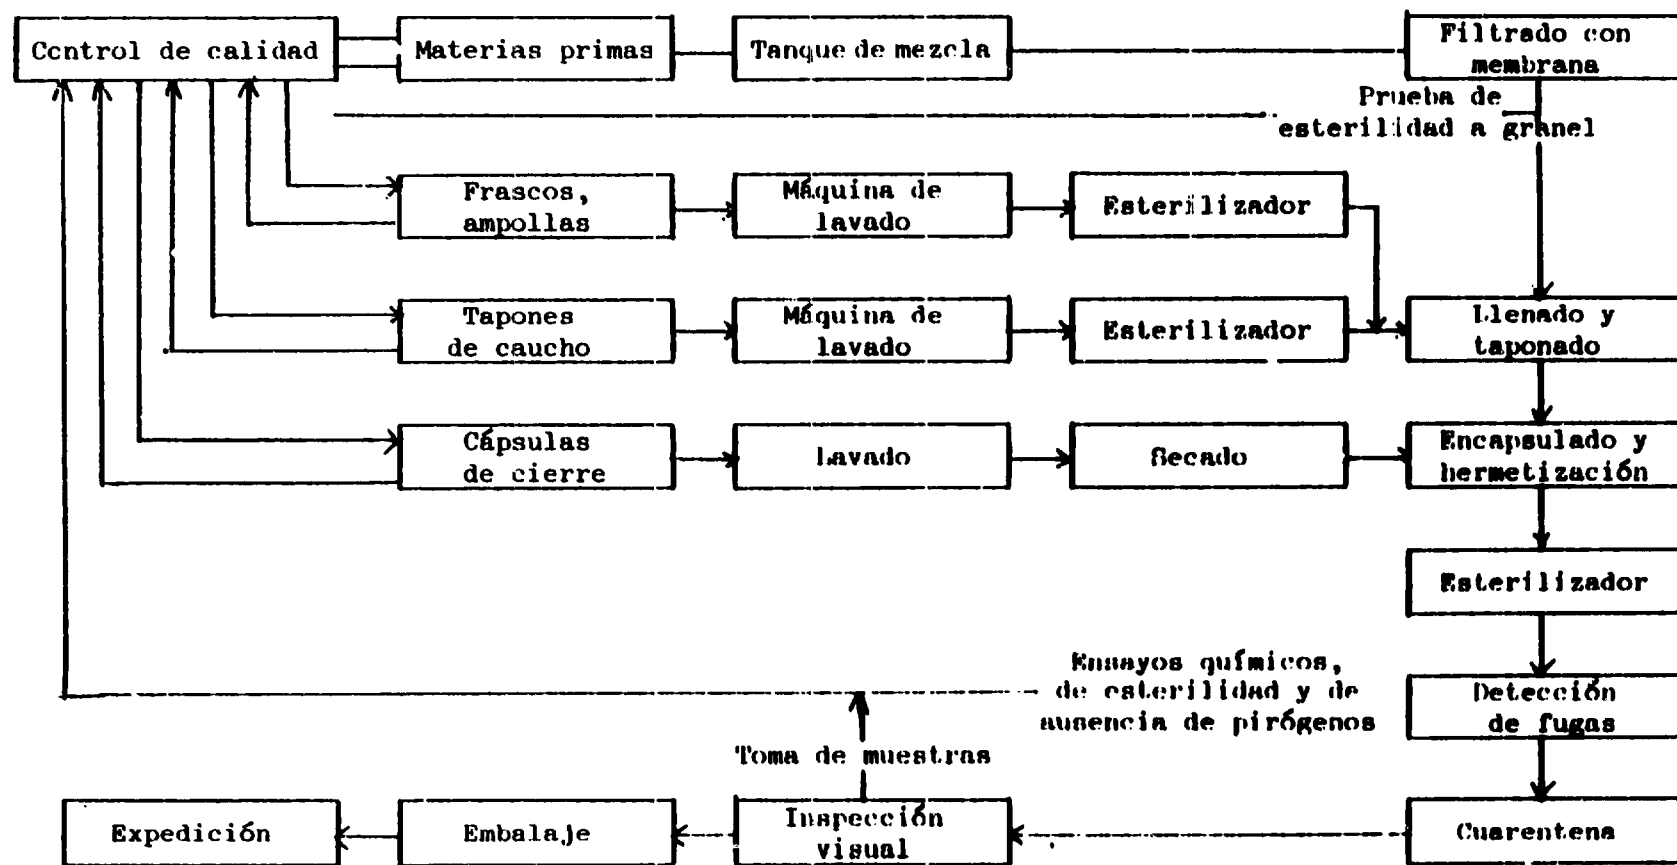 Control de calidad
Materias primas
Tanque de mezcla
Filtrado con
membrana
Prueba de
esterilidad a granel
Frascos,
ampollas
Máquina de
lavado
Esterilizador
Tapones
de caucho
Máquina de
lavado
Esterilizador
Llenado y
taponado
Cápsulas
de cierre
Lavado
Secado
Encapsulado y
hermetización
Esterilizador
Ensayos químicos,
de esterilidad y de
ausencia de pirógenos
Detección
de fugas
Toma de muestras
Expedición
Embalaje
Inspección
visual
Cuarentena